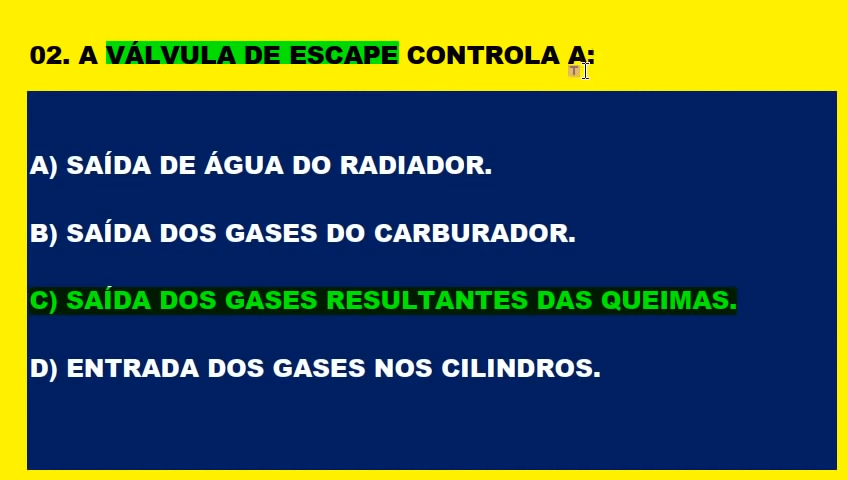 02. A VÁLVULA DE ESCAPE CONTROLA A:
A) SAÍDA DE ÁGUA DO RADIADOR.
B) SAÍDA DOS GASES DO CARBURADOR.
C) SAÍDA DOS GASES RESULTANTES DAS QUEIMAS.
D) ENTRADA DOS GASES NOS CILINDROS.